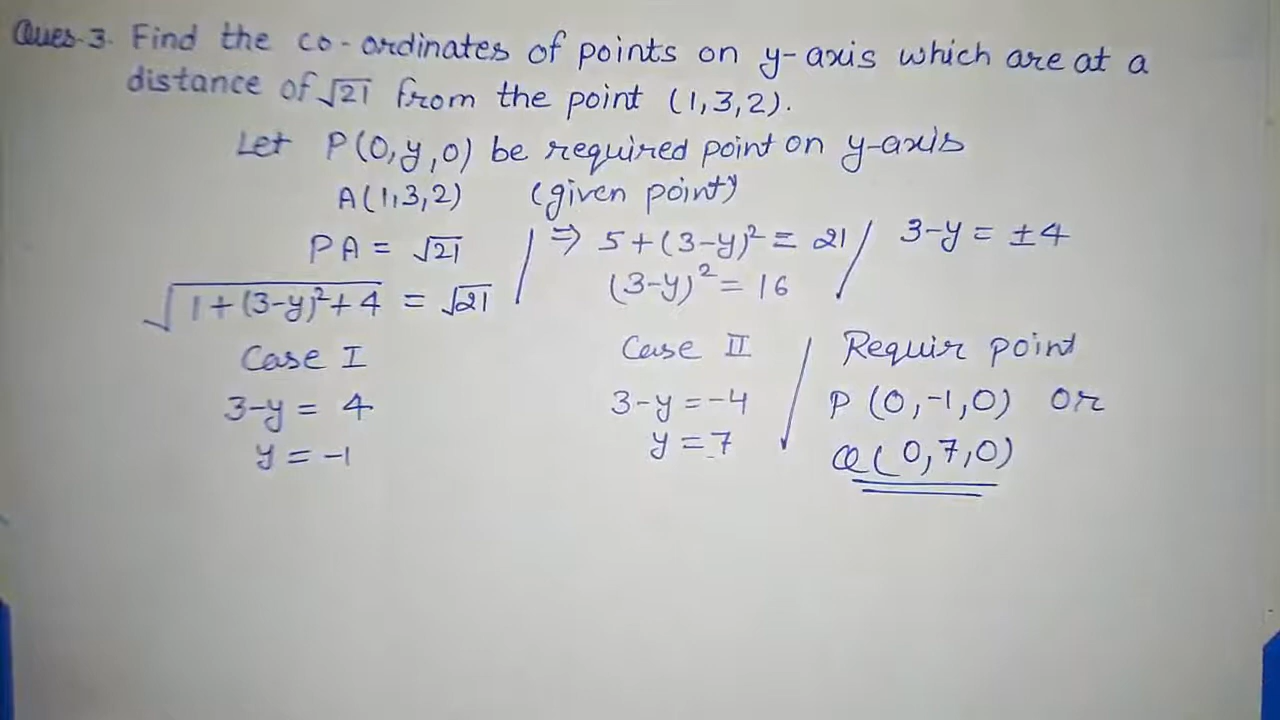 Ques.3. Find the co-ordinates of points on y-axis which are at a
distance of √21 from the point (1,3,2).
Let P(0,y,0) be required point on y-axis
A(1,3,2) (given point)
PA = √21
√1+(3-y)²+4 = √21
⇒ 5+(3-y)² = 21
(3-y)² = 16
3-y = ±4
Case I
3-y = 4
y = -1
Case II
3-y = -4
y = 7
Requir point
P (0,-1,0) or
Q(0,7,0)